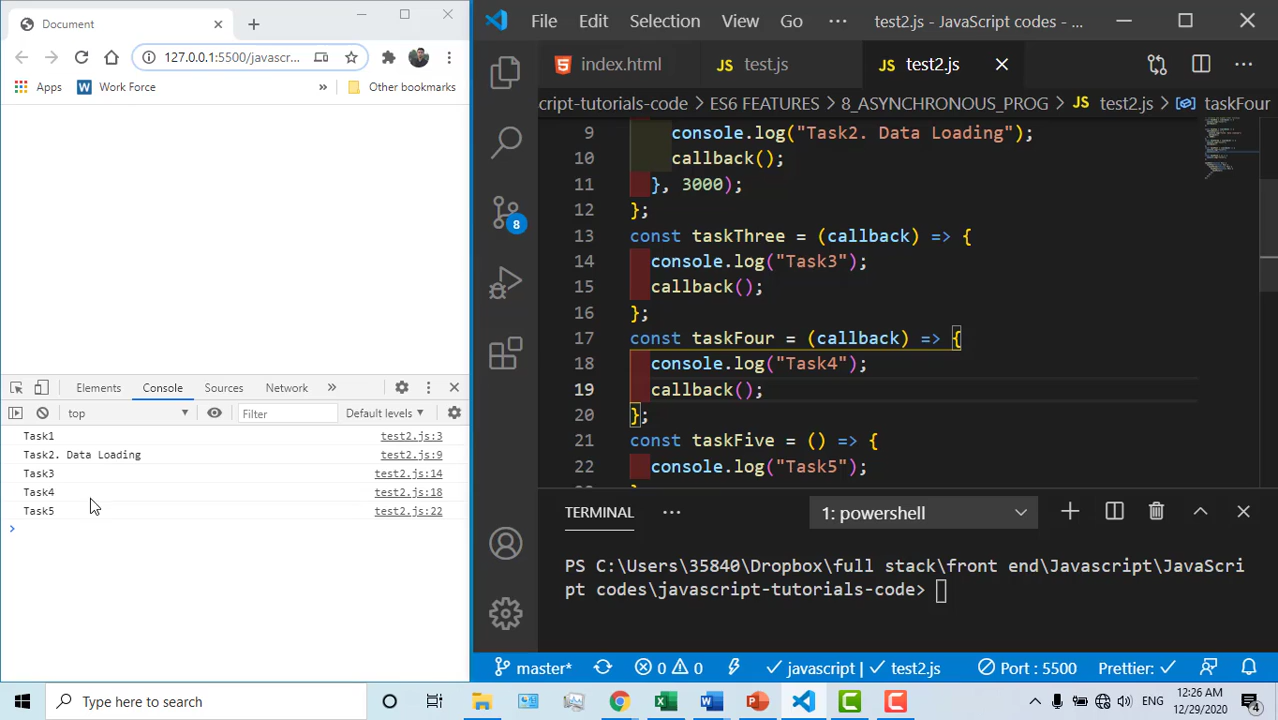 Document
127.0.0.1:5500/javascr...
Apps
Work Force
»
Other bookmarks
Elements
Console
Sources
Network
»
top
Filter
Default levels
Task1 test2.js:3
Task2. Data Loading test2.js:9
Task3 test2.js:14
Task4 test2.js:18
Task5 test2.js:22
>
File Edit Selection View Go ··· test2.js - JavaScript codes - ...
index.html
JS test.js
JS test2.js
cript-tutorials-code > ES6 FEATURES > 8_ASYNCHRONOUS_PROG > JS test2.js > taskFour
8
9 console.log("Task2. Data Loading");
10 callback();
11 }, 3000);
12 };
13 const taskThree = (callback) => {
14 console.log("Task3");
15 callback();
16 };
17 const taskFour = (callback) => {
18 console.log("Task4");
19 callback();
20 };
21 const taskFive = () => {
22 console.log("Task5");
TERMINAL ··· 1: powershell
PS C:\Users\35840\Dropbox\full stack\front end\Javascript\JavaScri
pt codes\javascript-tutorials-code>
master* 0 0 javascript | ✓ test2.js Port : 5500 Prettier: ✓
Type here to search
ENG
12:26 AM
12/29/2020
4